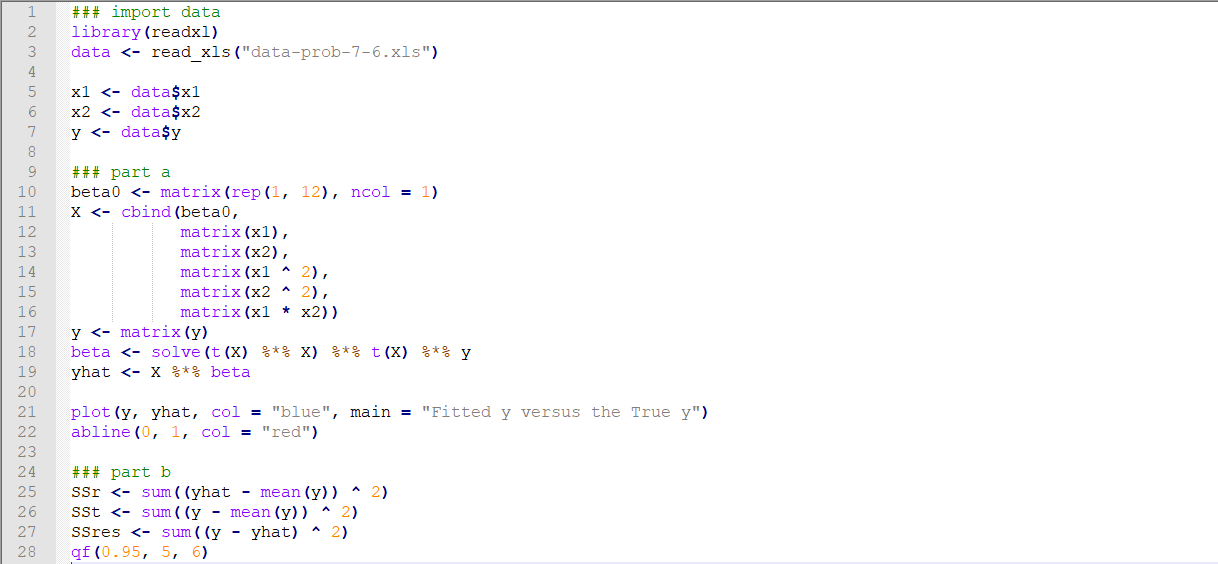 1 ### import data
2 library(readxl)
3 data <- read_xls("data-prob-7-6.xls")
4
5 x1 <- data$x1
6 x2 <- data$x2
7 y <- data$y
8
9 ### part a
10 beta0 <- matrix(rep(1, 12), ncol = 1)
11 X <- cbind(beta0,
12            matrix(x1),
13            matrix(x2),
14            matrix(x1 ^ 2),
15            matrix(x2 ^ 2),
16            matrix(x1 * x2))
17 y <- matrix(y)
18 beta <- solve(t(X) %*% X) %*% t(X) %*% y
19 yhat <- X %*% beta
20
21 plot(y, yhat, col = "blue", main = "Fitted y versus the True y")
22 abline(0, 1, col = "red")
23
24 ### part b
25 SSr <- sum((yhat - mean(y)) ^ 2)
26 SSt <- sum((y - mean(y)) ^ 2)
27 SSres <- sum((y - yhat) ^ 2)
28 qf(0.95, 5, 6)